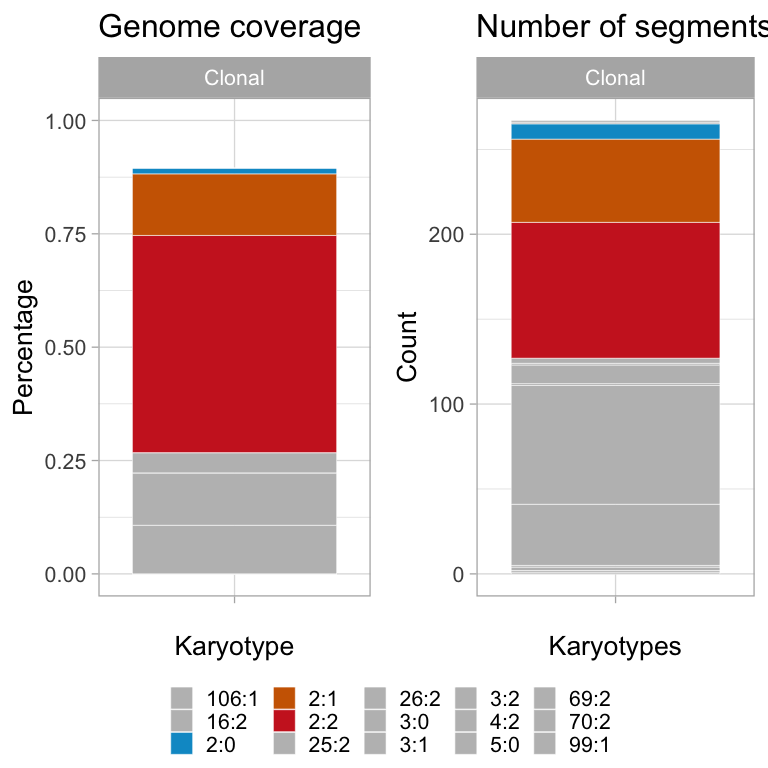 Genome coverage
Number of segments
Clonal
Clonal
1.00
0.75
0.50
0.25
0.00
Percentage
200
100
0
Count
Karyotype
Karyotypes
106:1 2:1 26:2 3:2 69:2
16:2 2:2 3:0 4:2 70:2
2:0 25:2 3:1 5:0 99:1